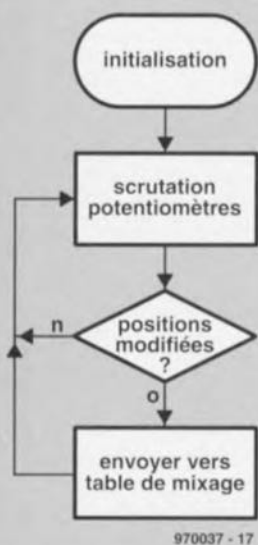 initialisation
scrutation
potentiomètres
n
positions
modifiées
?
o
envoyer vers
table de mixage
970037 - 17